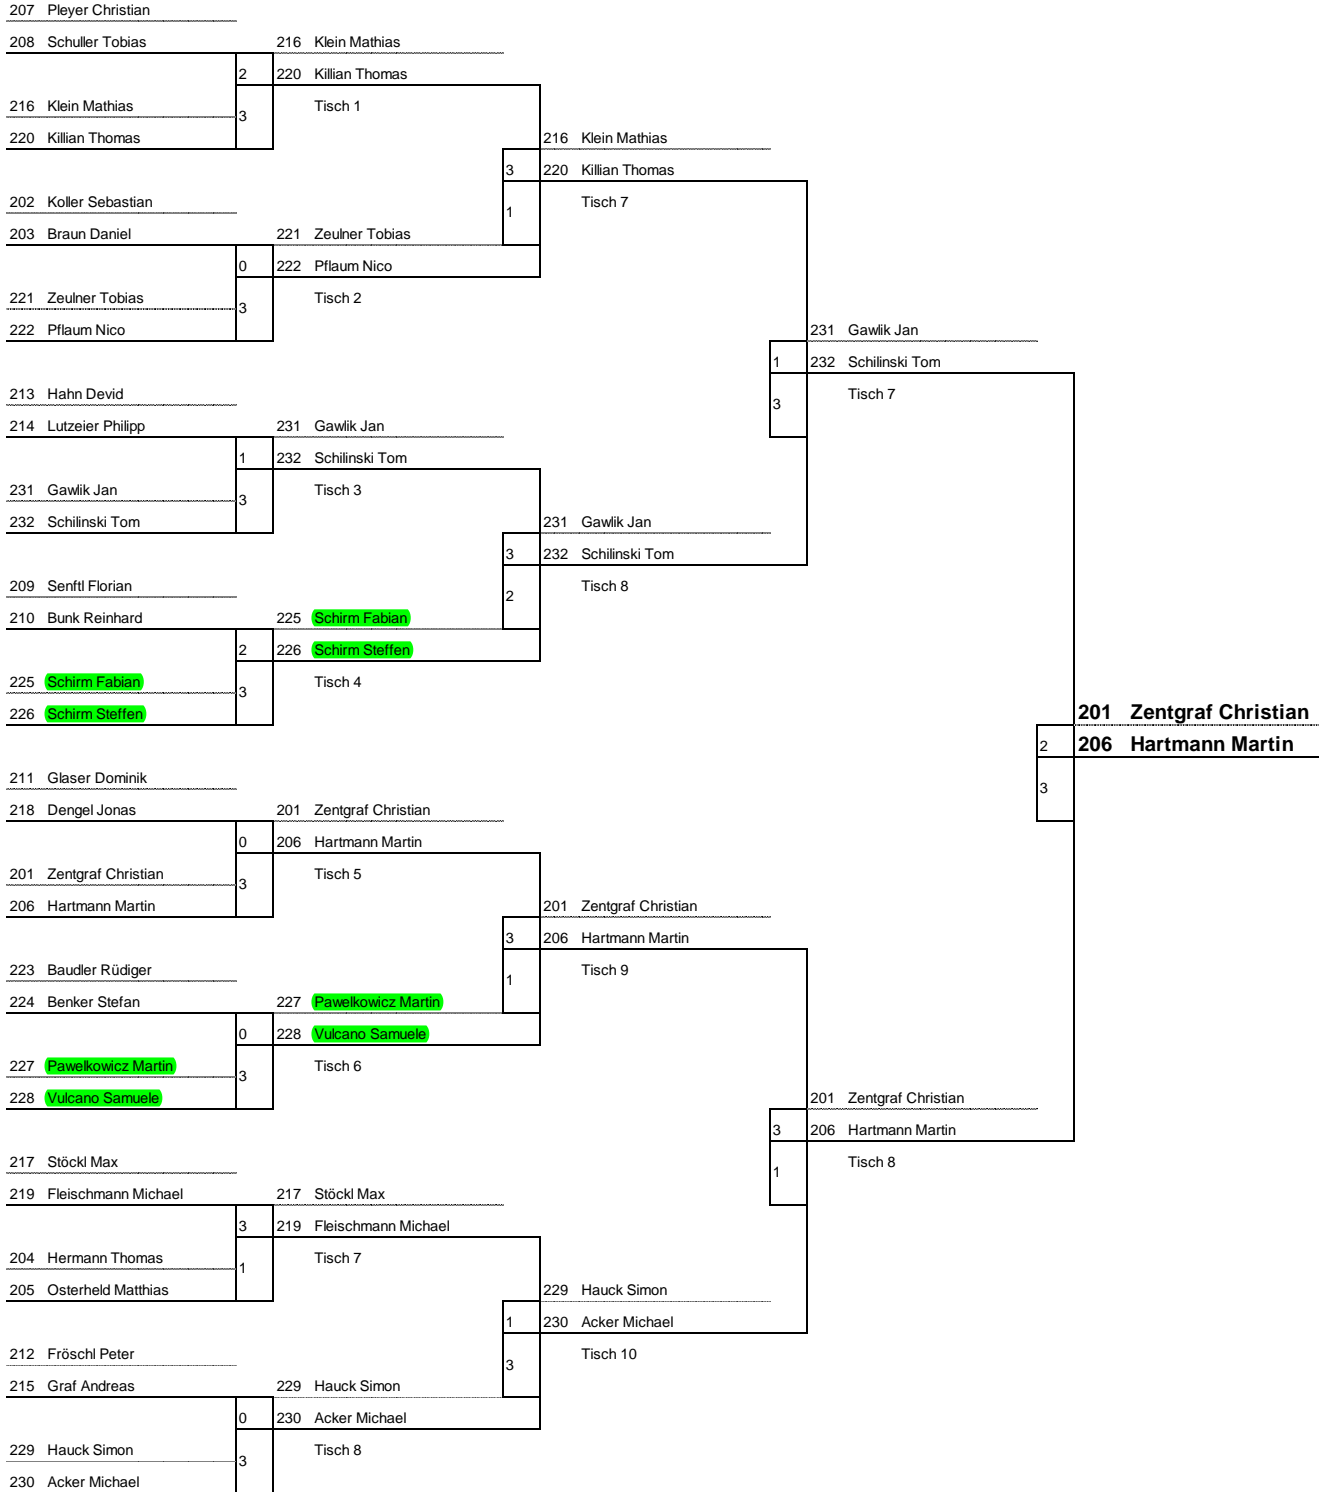 207 Pleyer Christian
208 Schuller Tobias 216 Klein Mathias
2 220 Killian Thomas
216 Klein Mathias Tisch 1
3
220 Killian Thomas 216 Klein Mathias
3 220 Killian Thomas
202 Koller Sebastian Tisch 7
1
203 Braun Daniel 221 Zeulner Tobias
0 222 Pflaum Nico
221 Zeulner Tobias Tisch 2
3
222 Pflaum Nico 231 Gawlik Jan
1 232 Schilinski Tom
213 Hahn Devid Tisch 7
3
214 Lutzeier Philipp 231 Gawlik Jan
1 232 Schilinski Tom
231 Gawlik Jan Tisch 3
3
232 Schilinski Tom 231 Gawlik Jan
3 232 Schilinski Tom
209 Senftl Florian Tisch 8
2
210 Bunk Reinhard 225 Schirm Fabian
2 226 Schirm Steffen
225 Schirm Fabian Tisch 4
3
226 Schirm Steffen 201 Zentgraf Christian
2 206 Hartmann Martin
211 Glaser Dominik
3
218 Dengel Jonas 201 Zentgraf Christian
0 206 Hartmann Martin
201 Zentgraf Christian Tisch 5
3
206 Hartmann Martin 201 Zentgraf Christian
3 206 Hartmann Martin
223 Baudler Rüdiger Tisch 9
1
224 Benker Stefan 227 Pawelkowicz Martin
0 228 Vulcano Samuele
227 Pawelkowicz Martin Tisch 6
3
228 Vulcano Samuele 201 Zentgraf Christian
3 206 Hartmann Martin
217 Stöckl Max Tisch 8
1
219 Fleischmann Michael 217 Stöckl Max
3 219 Fleischmann Michael
204 Hermann Thomas Tisch 7
1
205 Osterheld Matthias 229 Hauck Simon
1 230 Acker Michael
212 Fröschl Peter Tisch 10
3
215 Graf Andreas 229 Hauck Simon
0 230 Acker Michael
229 Hauck Simon Tisch 8
3
230 Acker Michael